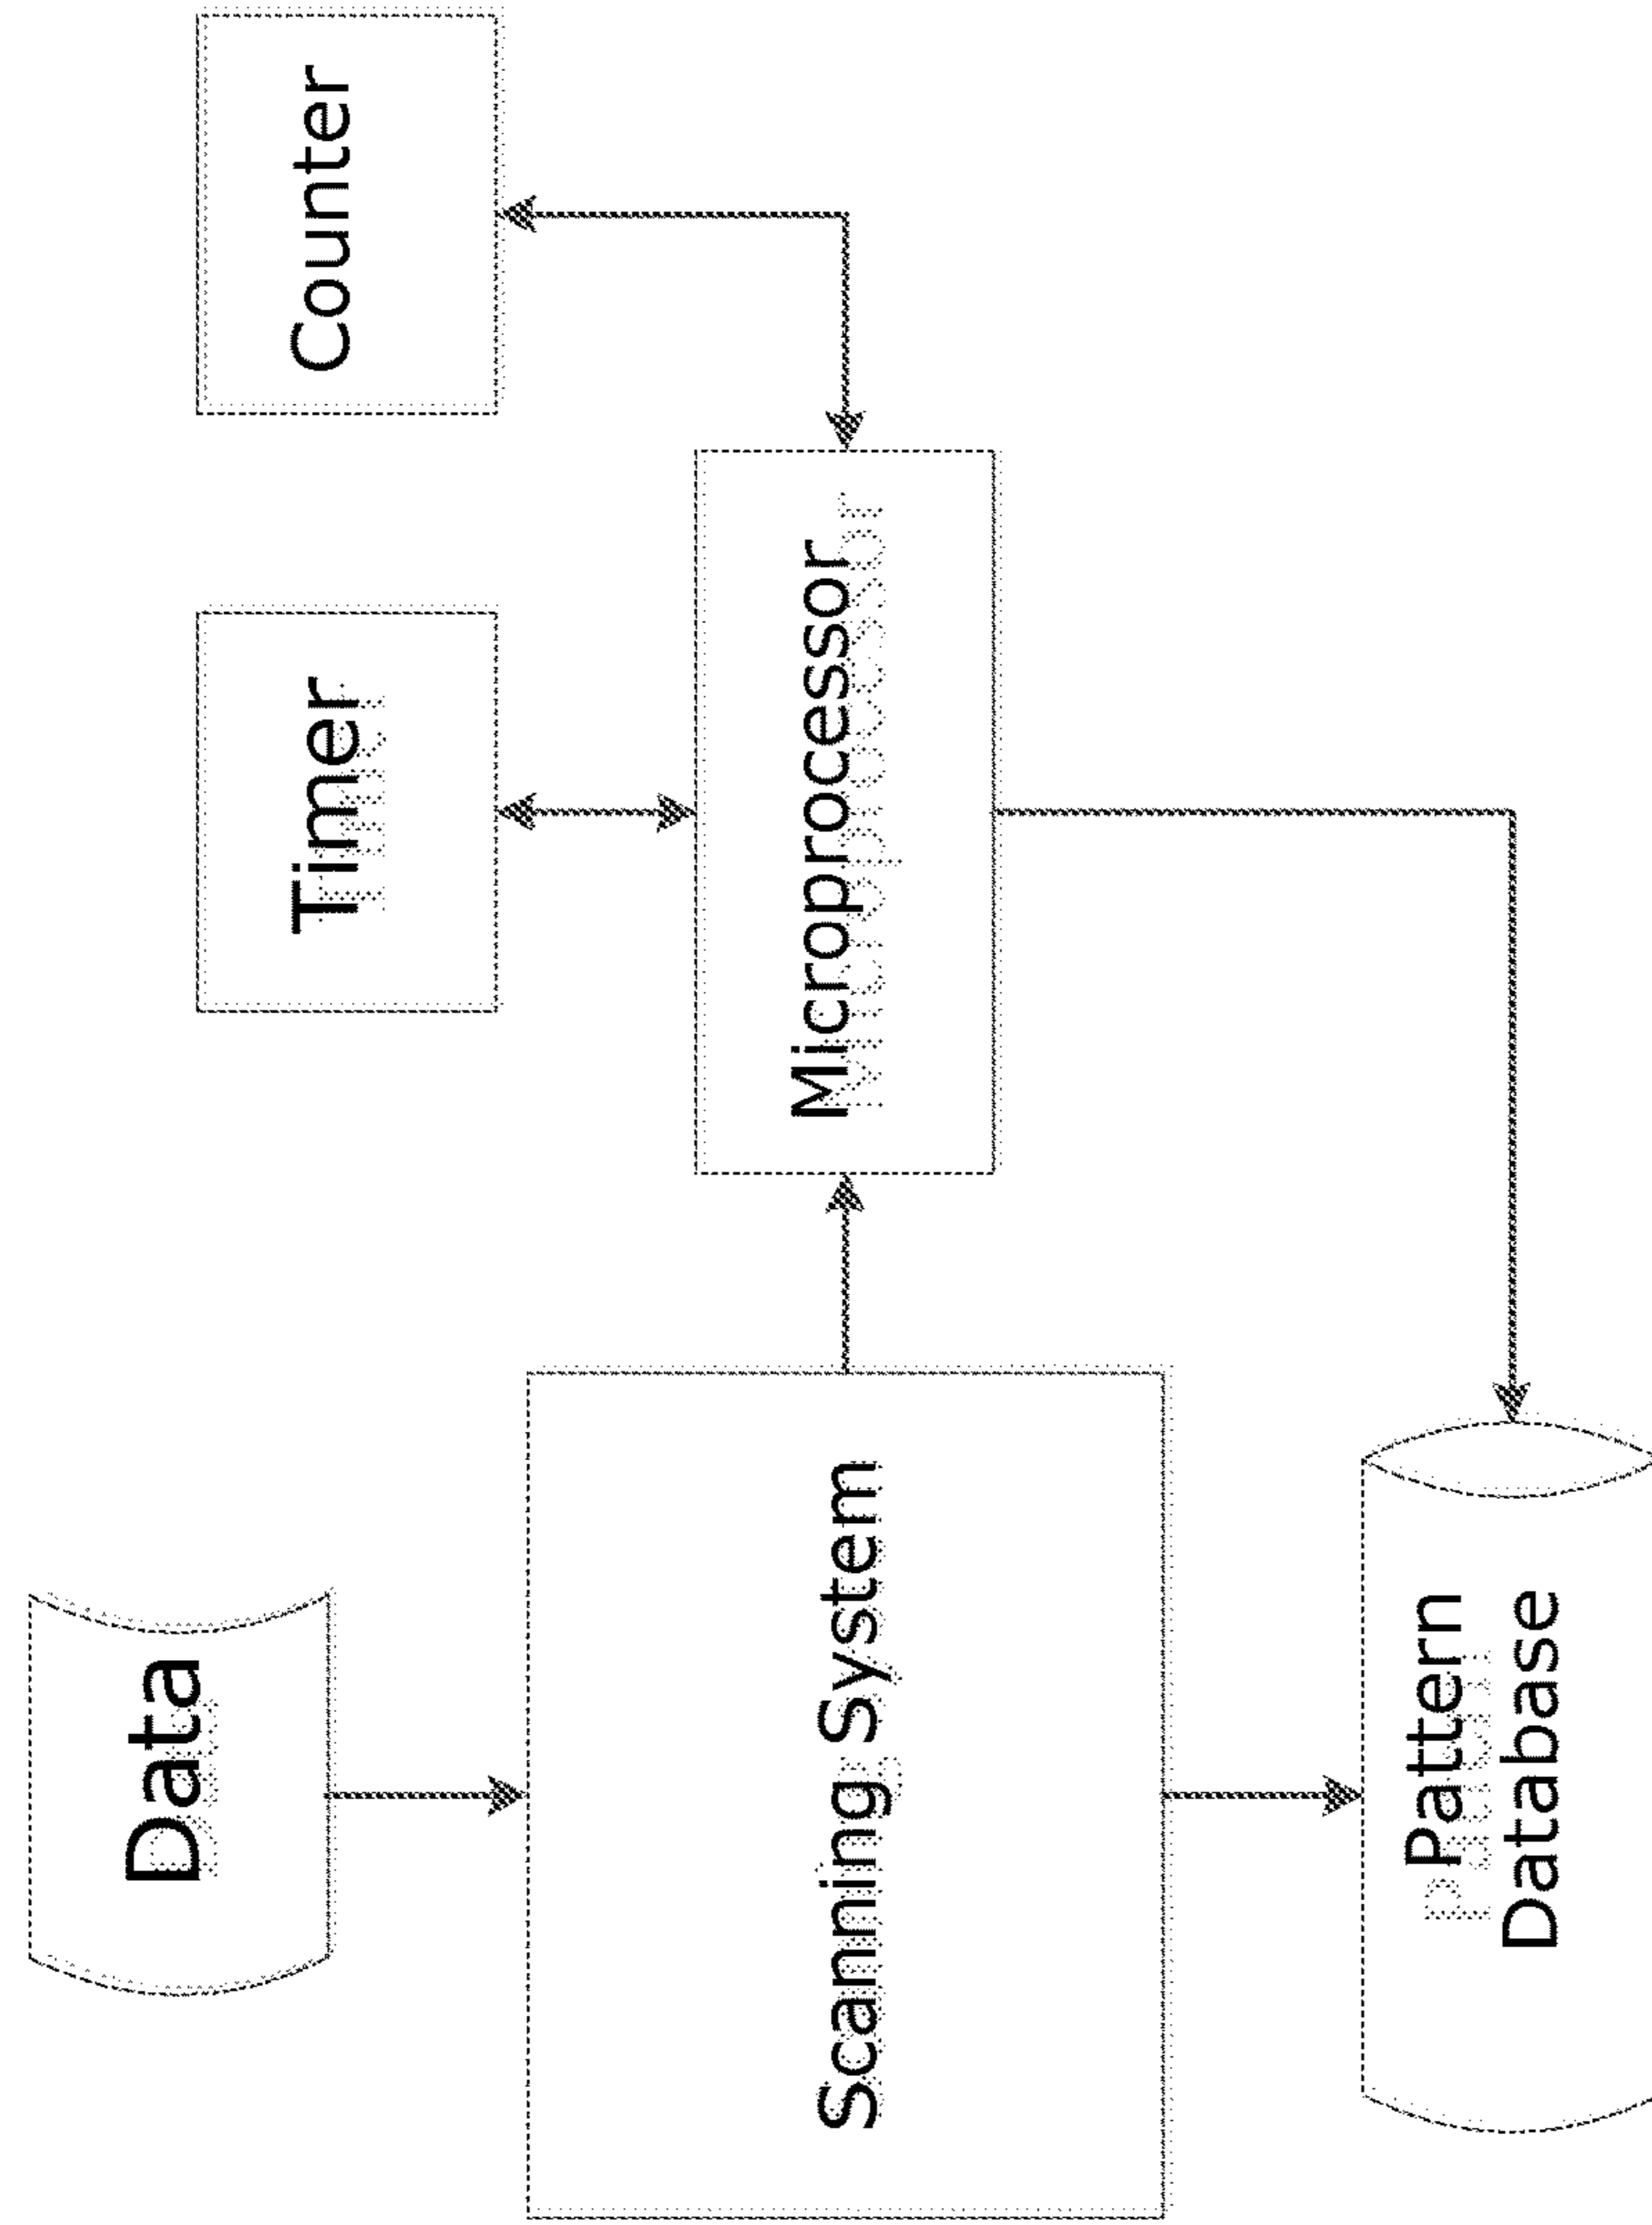 Data
Timer
Counter
Scanning System
Microprocessor
Pattern
Database